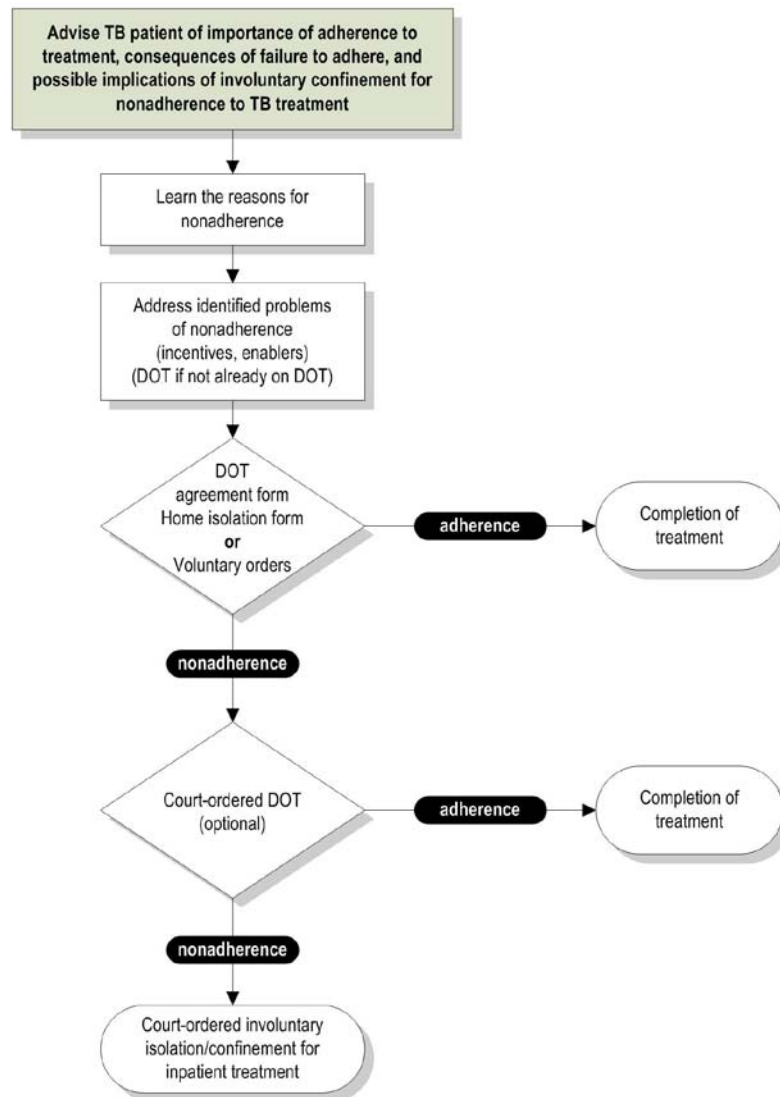 Advise TB patient of importance of adherence to
treatment, consequences of failure to adhere, and
possible implications of involuntary confinement for
nonadherence to TB treatment
Learn the reasons for
nonadherence
Address identified problems
of nonadherence
(incentives, enablers)
(DOT if not already on DOT)
DOT
agreement form
Home isolation form
or
Voluntary orders
adherence
Completion of
treatment
nonadherence
Court-ordered DOT
(optional)
adherence
Completion of
treatment
nonadherence
Court-ordered involuntary
isolation/confinement for
inpatient treatment